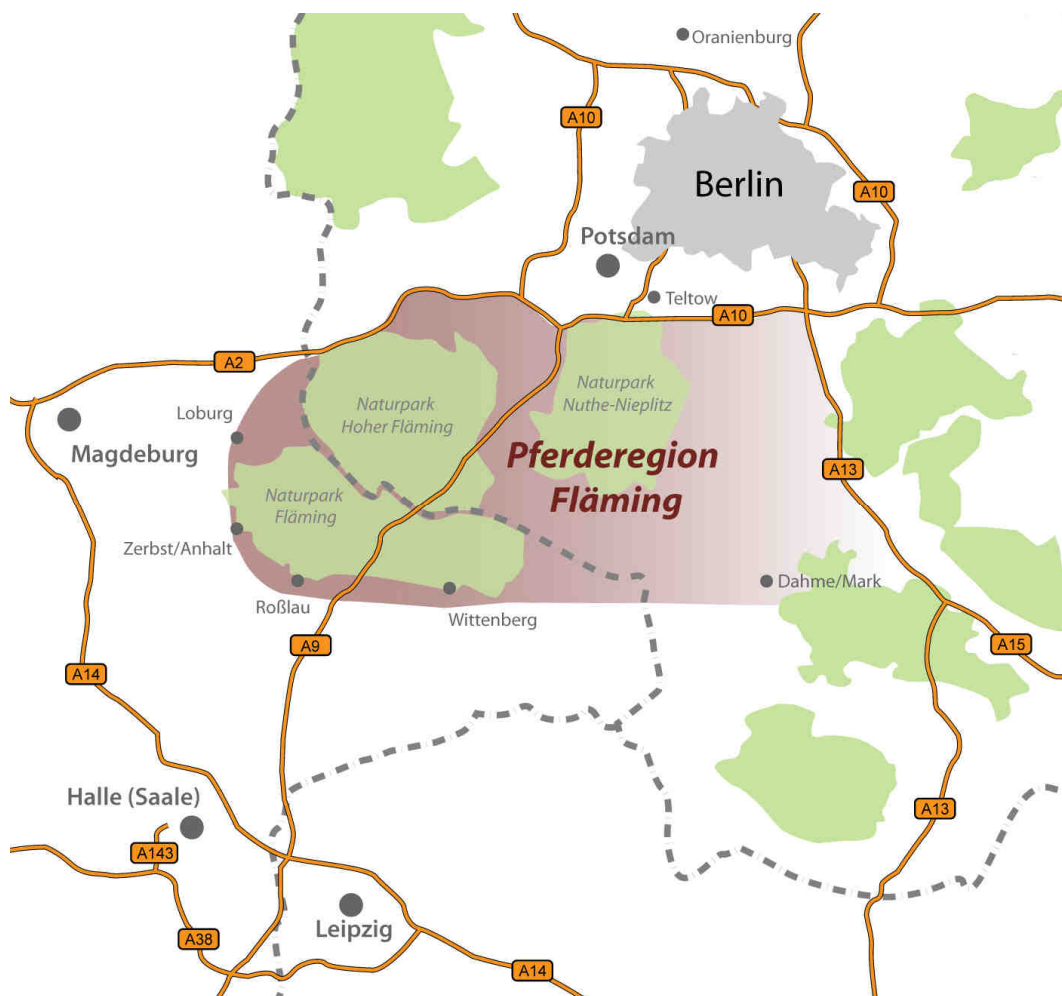 Oranienburg
A10
Berlin
A10
Potsdam
Teltow
A10
A2
Naturpark
Hoher Fläming
Naturpark
Nuthe-Nieplitz
Loburg
Magdeburg
Pferderegion
Fläming
A13
Naturpark
Fläming
Zerbst/Anhalt
Roßlau
Wittenberg
Dahme/Mark
A9
A15
A14
Halle (Saale)
A13
A143
Leipzig
A38
A14